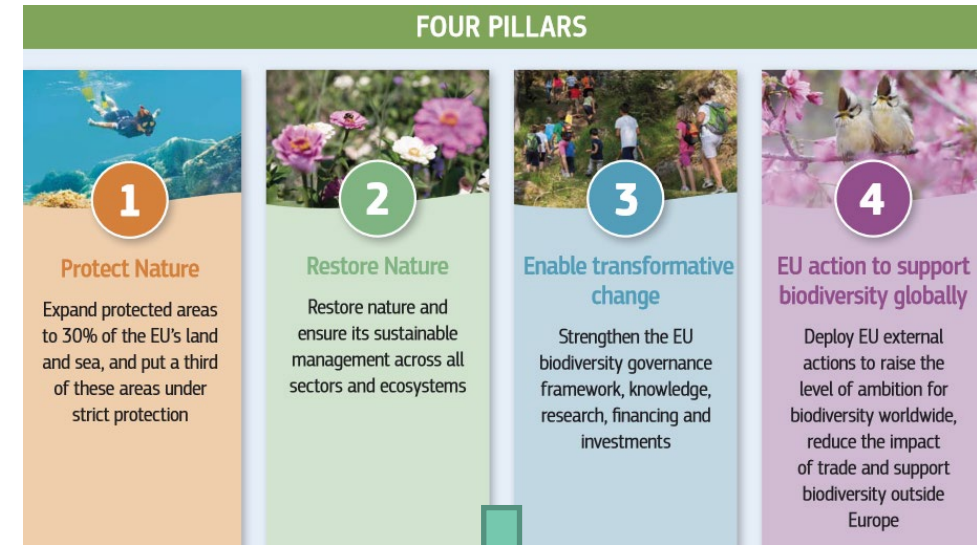 FOUR PILLARS
1
Protect Nature
Expand protected areas
to 30% of the EU's land
and sea, and put a third
of these areas under
strict protection
2
Restore Nature
Restore nature and
ensure its sustainable
management across all
sectors and ecosystems
3
Enable transformative
change
Strengthen the EU
biodiversity governance
framework, knowledge,
research, financing and
investments
4
EU action to support
biodiversity globally
Deploy EU external
actions to raise the
level of ambition for
biodiversity worldwide,
reduce the impact
of trade and support
biodiversity outside
Europe